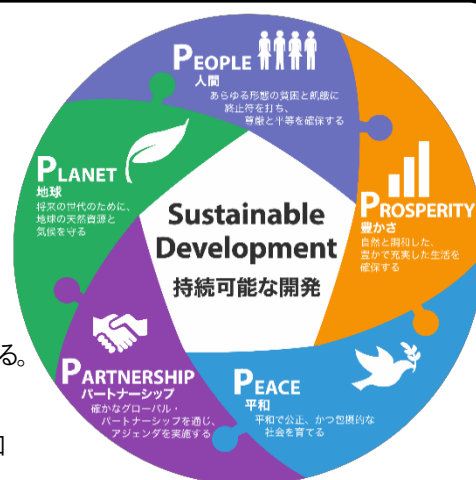 PEOPLE
人間
あらゆる形態の貧困と飢餓に
終止符を打ち、
尊厳と平等を確保する
PROSPERITY
豊かさ
自然と調和した、
豊かで充実した生活を
確保する
PLANET
地球
将来の世代のために、
地球の天然資源と
気候を守る
Sustainable
Development
持続可能な開発
PARTNERSHIP
パートナーシップ
確かなグローバル・
パートナーシップを通じ、
アジェンダを実施する
PEACE
平和
平和で公正、かつ包摂的な
社会を育てる
る。